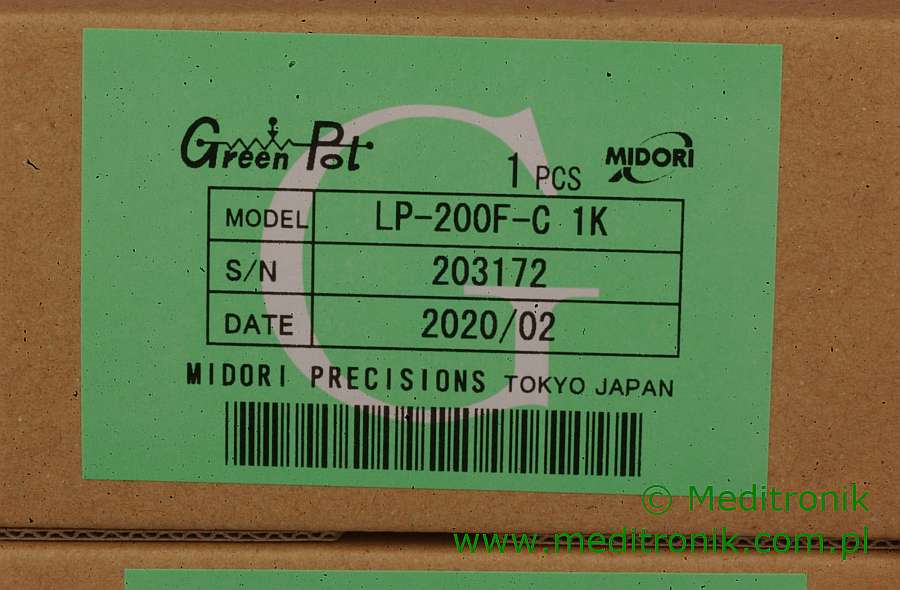 Green Pot
1 PCS
MIDORI
MODEL LP-200F-C 1K
S/N 203172
DATE 2020/02
MIDORI PRECISIONS TOKYO JAPAN
© Meditronik
www.meditronik.com.pl